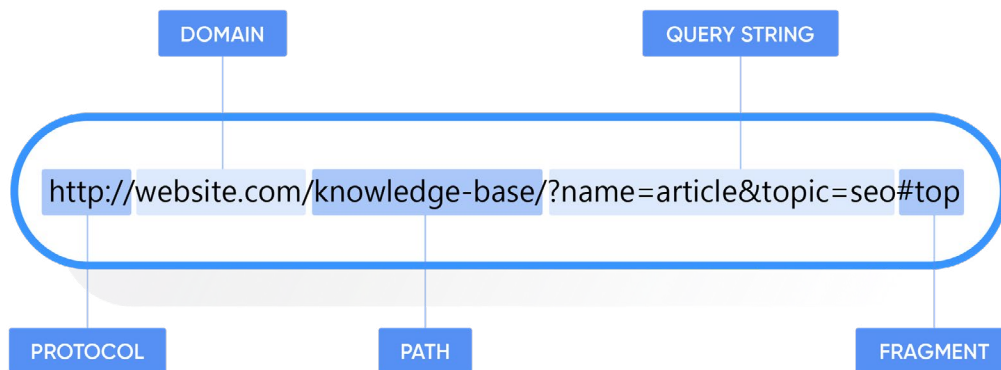 DOMAIN QUERY STRING
http://website.com/knowledge-base/?name=article&topic=seo#top
PROTOCOL PATH FRAGMENT